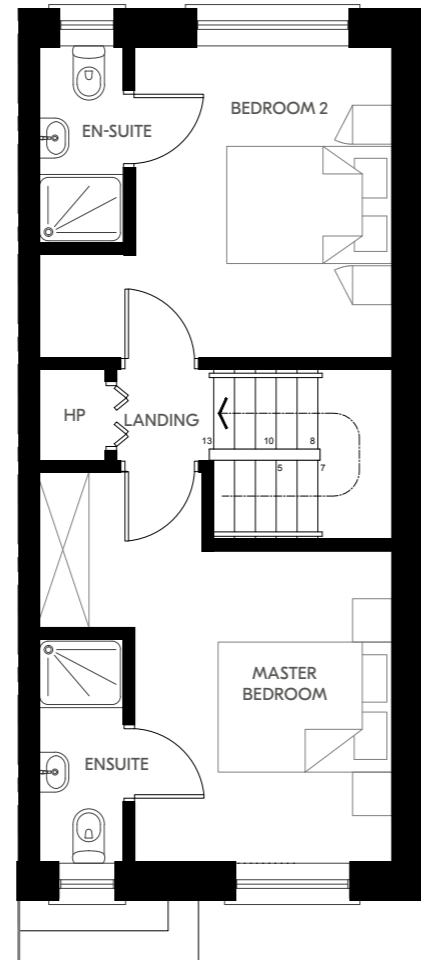 BEDROOM 2
EN-SUITE
HP
LANDING
13
10
8
5
7
MASTER
BEDROOM
ENSUITE